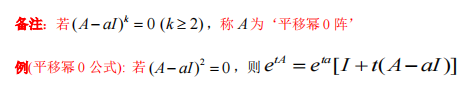 备注: 若(A−aI)^k = 0 (k ≥ 2), 称 A 为‘平移幂 0 阵’
例(平移幂 0 公式): 若 (A−aI)^2 = 0 , 则 e^{tA} = e^{ta}[I + t(A−aI)]